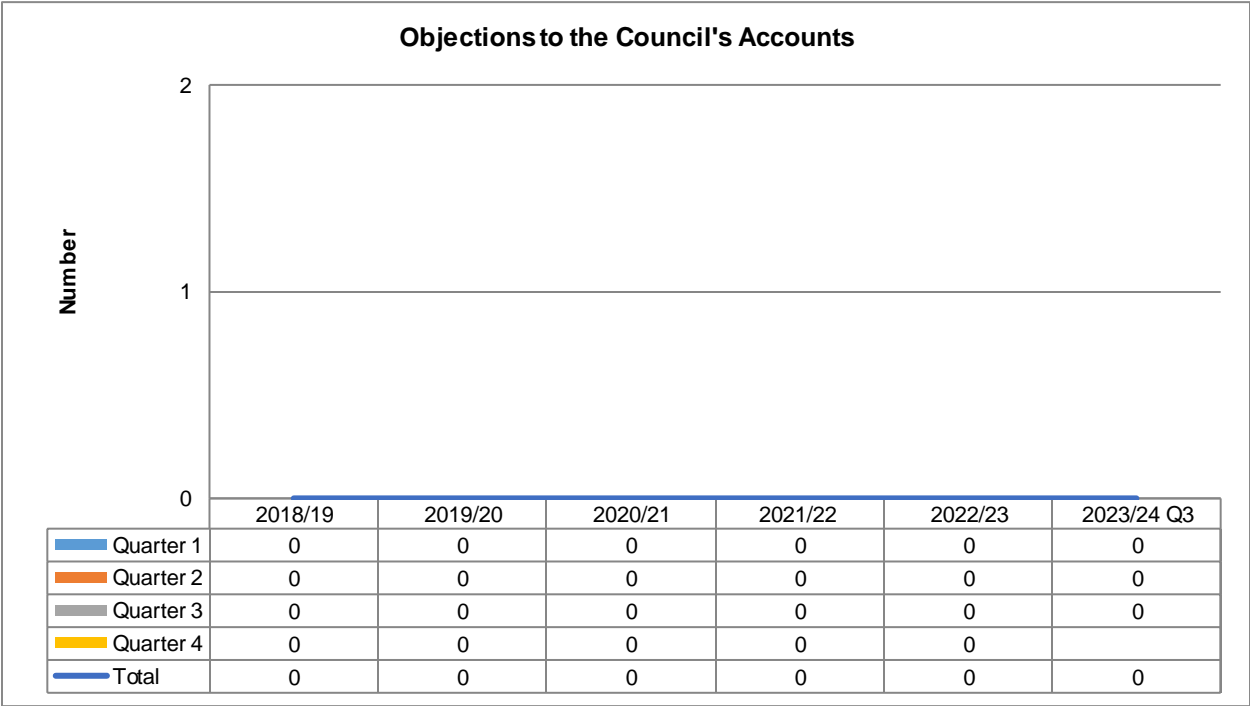 Objections to the Council's Accounts
2
1
0
Number
2018/19 2019/20 2020/21 2021/22 2022/23 2023/24 Q3
Quarter 1 0 0 0 0 0 0
Quarter 2 0 0 0 0 0 0
Quarter 3 0 0 0 0 0 0
Quarter 4 0 0 0 0 0
Total 0 0 0 0 0 0